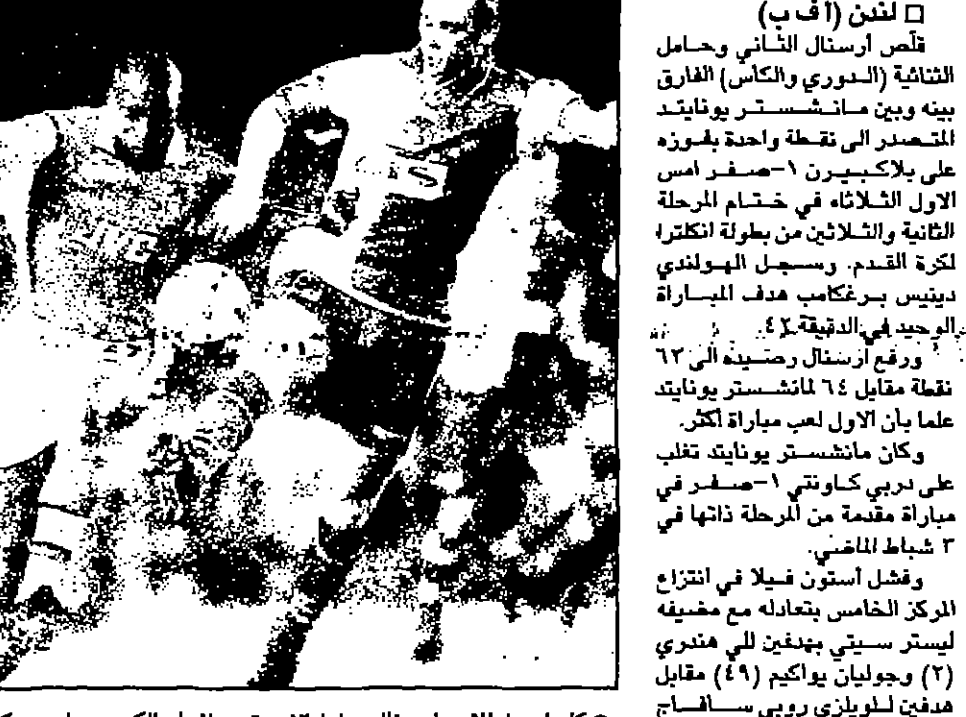 □ لندن (أ ف ب)
قلّص أرسنال الثاني وحامل
الثنائية (الدوري والكأس) الفارق
بينه وبين مانشستر يونايتد
المتصدر الى نقطة واحدة بفوزه
على بلاكبيرن ١-صفر امس
الاول الثلاثاء في ختام المرحلة
الثانية والثلاثين من بطولة انكلترا
لكرة القدم. وسجل الهولندي
دينيس برغكامب هدف المباراة
الوحيد في الدقيقة ٤٢.
ورفع ارسنال رصيده الى ٦٣
نقطة مقابل ٦٤ لمانشستر يونايتد
علما بأن الاول لعب مباراة اكثر.
وكان مانشستر يونايتد تغلب
على دربي كاونتي ١-صفر في
مباراة مقدمة من المرحلة ذاتها في
٣ شباط الماضي.
وفشل أستون فيلا في انتزاع
المركز الخامس بتعادله مع مضيفه
ليستر سيتي بهدفين للي هندري
(٢) وجوليان يواكيم (٤٩) مقابل
هدفين للويلزي روبي سافاج